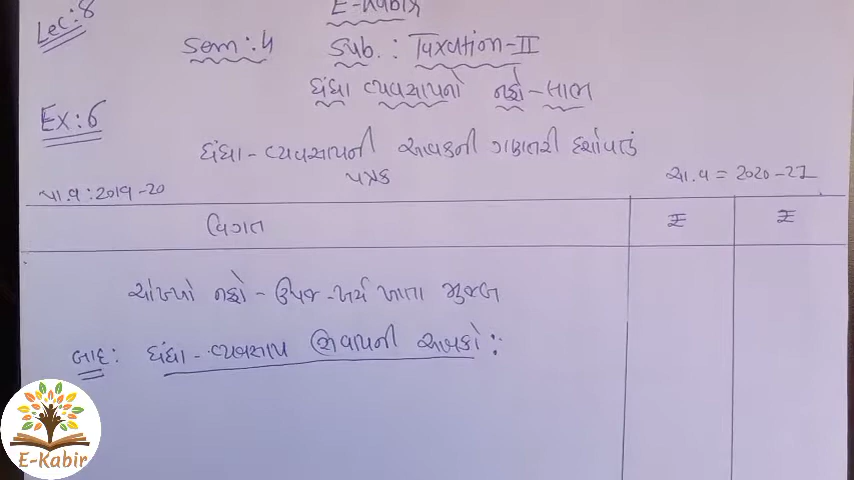 E-Kabir
Lec:8
Sem:4 Sub.: Taxation-II
ધંધા વ્યવસાયનો નફો-લાભ
Ex:6
ધંધા-વ્યવસાયની આવકની ગણતરી દર્શાવતું
પત્રક
પા.વ:2019-20 આ.વ=2020-21
વિગત ₹ ₹
ચોખ્ખો નફો-ઉપજ-ખર્ચ ખાતા મુજબ
બાદ: ધંધા-વ્યવસાય સિવાયની આવકો:
E-Kabir